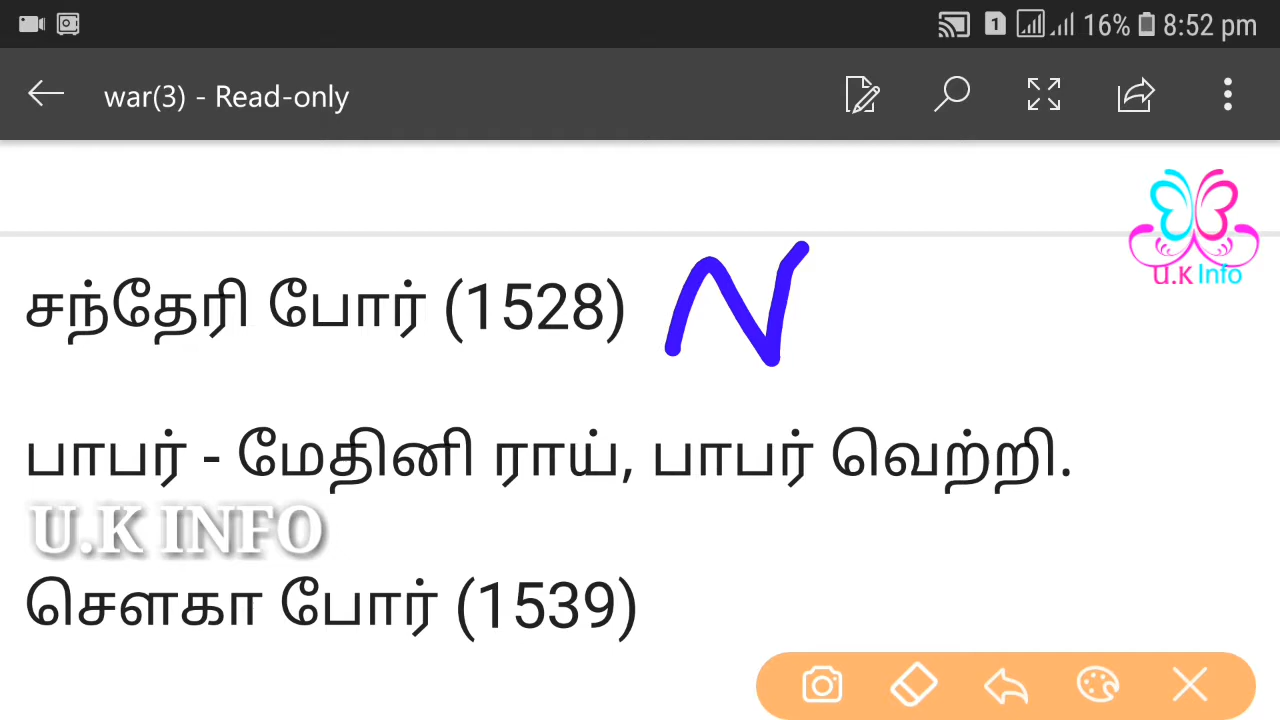 16% 8:52 pm
war(3) - Read-only
U.K Info
சந்தேரி போர் (1528) N
பாபர் - மேதினி ராய், பாபர் வெற்றி.
U.K INFO
சௌகா போர் (1539)